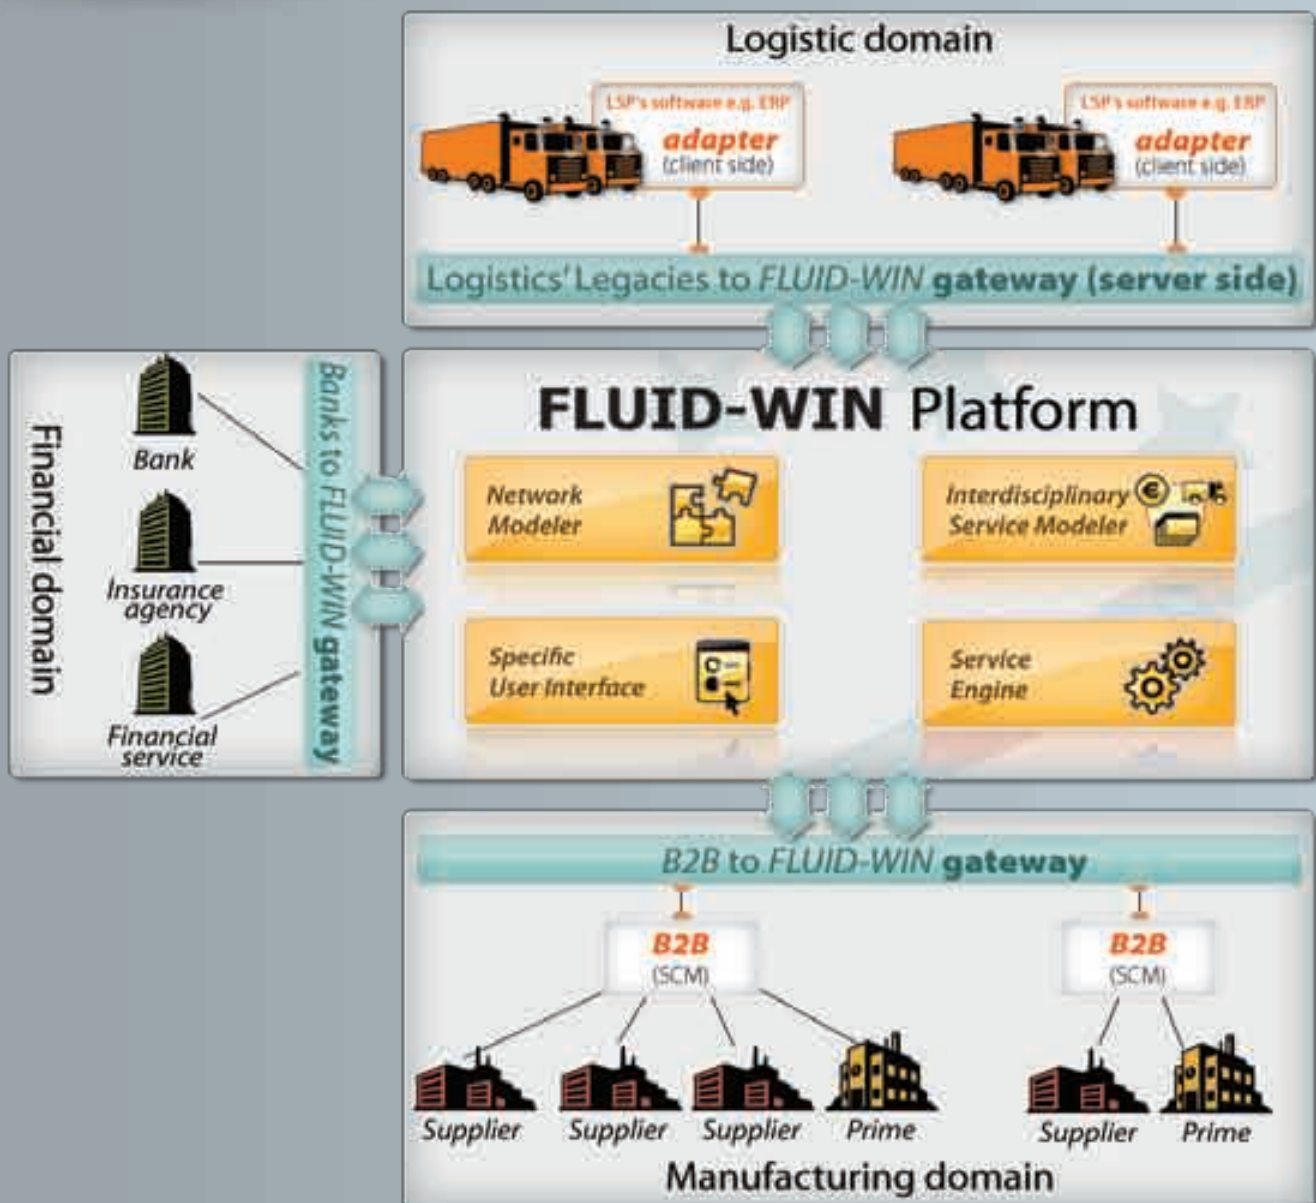 Logistic domain
LSP's software e.g. ERP
adapter
(client side)
LSP's software e.g. ERP
adapter
(client side)
Logistics' Legacies to FLUID-WIN gateway (server side)
Financial domain
Bank
Insurance
agency
Financial
service
Banks to FLUID-WIN gateway
FLUID-WIN Platform
Network
Modeler
Interdisciplinary
Service Modeler
€
Specific
User Interface
Service
Engine
B2B to FLUID-WIN gateway
B2B
(SCM)
B2B
(SCM)
Supplier
Supplier
Supplier
Prime
Supplier
Prime
Manufacturing domain